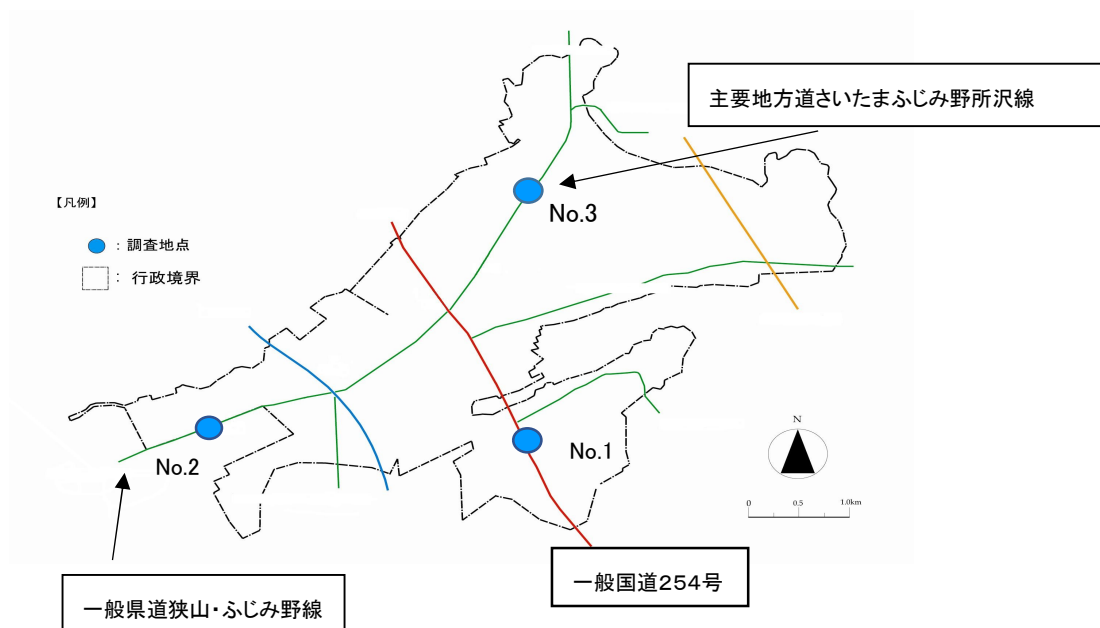 主要地方道さいたまふじみ野所沢線
【凡例】
：調査地点
：行政境界
No.3
No.2
No.1
N
0 0.5 1.0km
一般国道254号
一般県道狭山・ふじみ野線